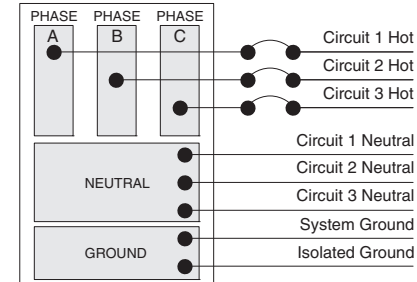 PHASE PHASE PHASE
A B C
Circuit 1 Hot
Circuit 2 Hot
Circuit 3 Hot
Circuit 1 Neutral
Circuit 2 Neutral
NEUTRAL
Circuit 3 Neutral
System Ground
GROUND
Isolated Ground